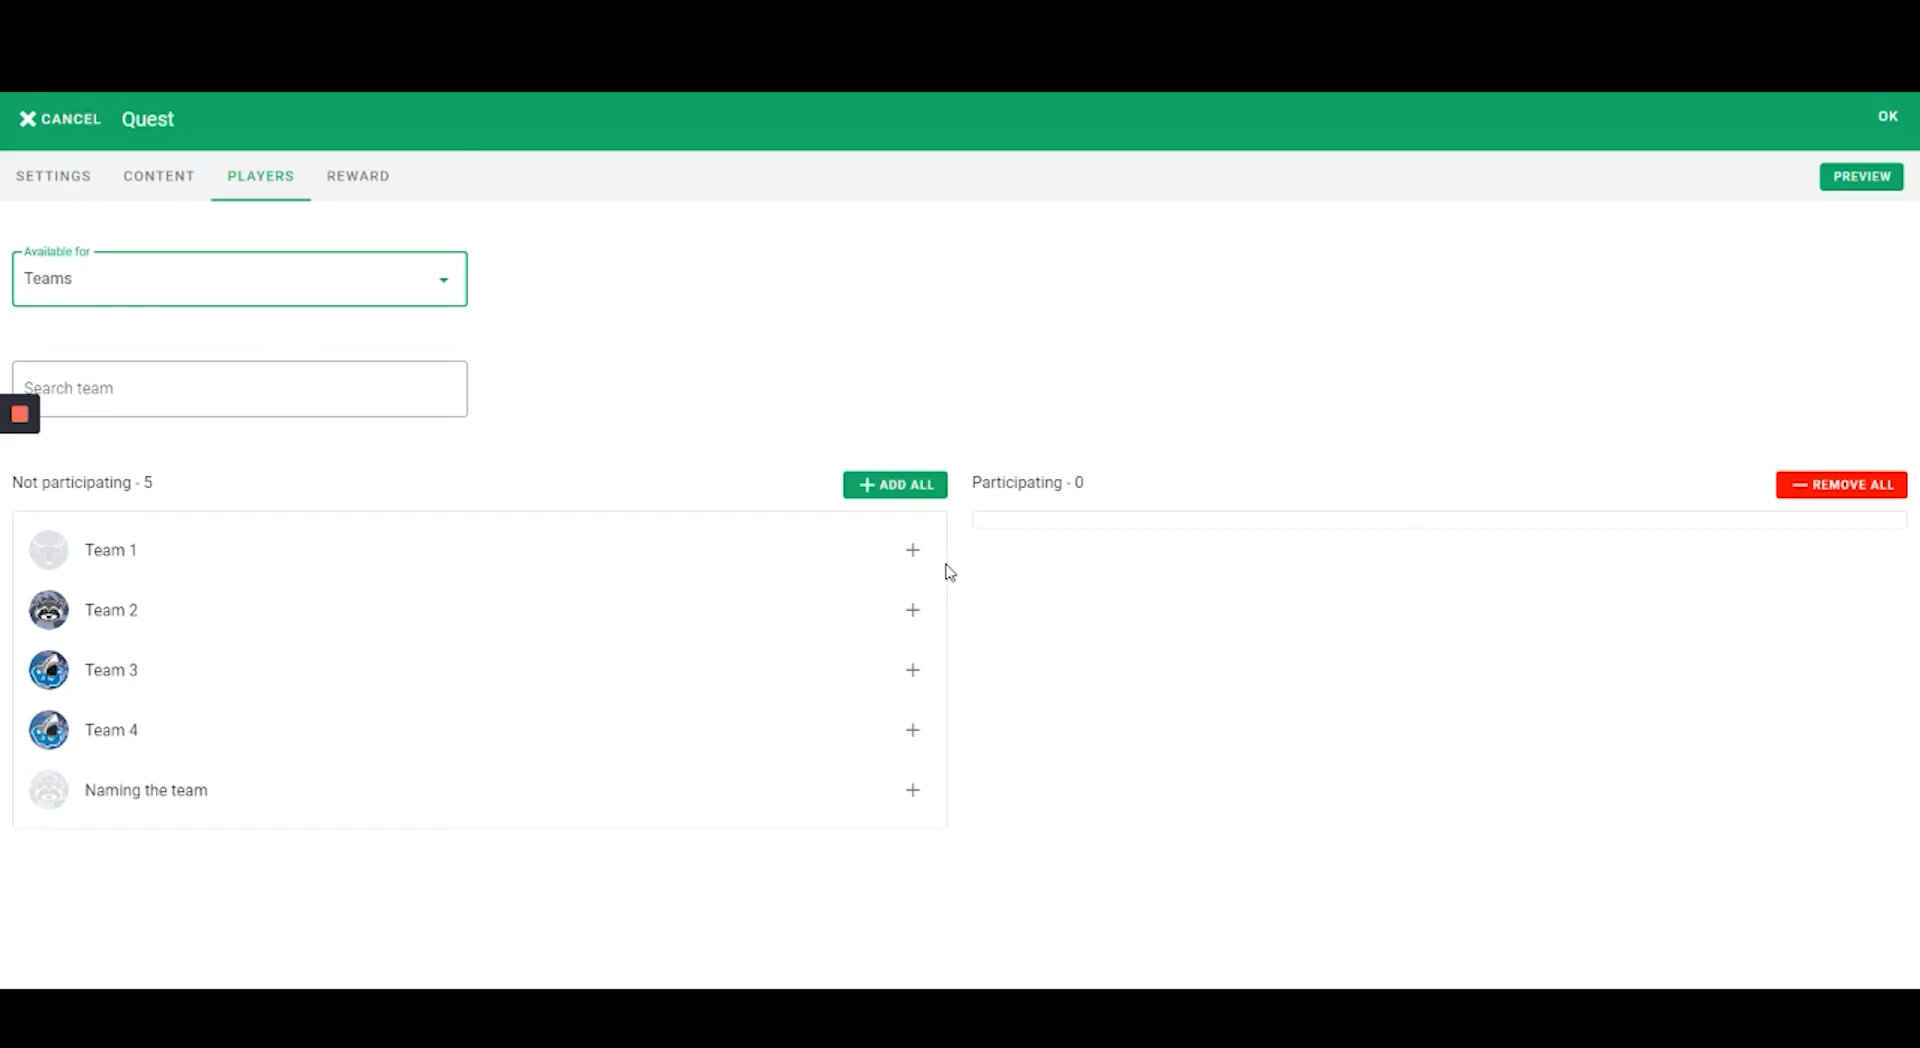 CANCEL Quest OK
SETTINGS CONTENT PLAYERS REWARD PREVIEW
Available for
Teams
Search team
Not participating - 5 ADD ALL Participating - 0 REMOVE ALL
Team 1
Team 2
Team 3
Team 4
Naming the team